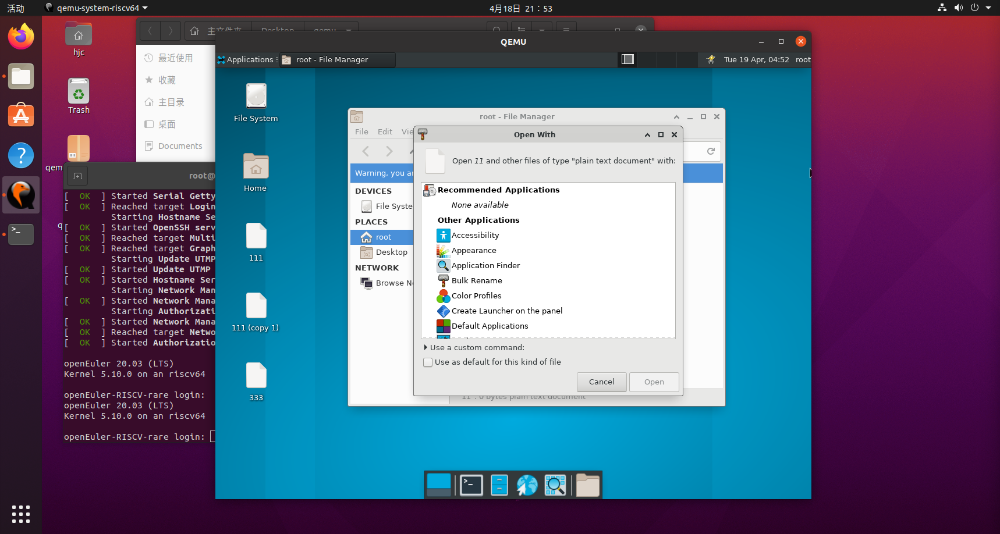 活动
qemu-system-riscv64
4月18日 21：53
hjc
Trash
qem
q
主文件夹
Desktop
qemu
最近使用
收藏
主目录
桌面
Documents
root@
[ OK ] Started Serial Getty
[ OK ] Reached target Login
Starting Hostname Se
[ OK ] Started OpenSSH serv
[ OK ] Reached target Multi
[ OK ] Reached target Graph
Starting Update UTMP
[ OK ] Started Update UTMP
[ OK ] Started Hostname Ser
Starting Network Man
[ OK ] Started Network Mana
Starting Authorizati
[ OK ] Started Network Mana
[ OK ] Reached target Netwo
[ OK ] Started Authorizatio
openEuler 20.03 (LTS)
Kernel 5.10.0 on an riscv64
openEuler-RISCV-rare login:
openEuler 20.03 (LTS)
Kernel 5.10.0 on an riscv64
openEuler-RISCV-rare login:
QEMU
Applications
root - File Manager
Tue 19 Apr, 04:52
root
File System
Home
111
111 (copy 1)
333
root - File Manager
File Edit Vie
Warning, you ar
DEVICES
File Syste
PLACES
root
Desktop
NETWORK
Browse Ne
"11": 0 bytes plain text document
Open With
Open 11 and other files of type "plain text document" with:
Recommended Applications
None available
Other Applications
Accessibility
Appearance
Application Finder
Bulk Rename
Color Profiles
Create Launcher on the panel
Default Applications
Use a custom command:
Use as default for this kind of file
Cancel
Open